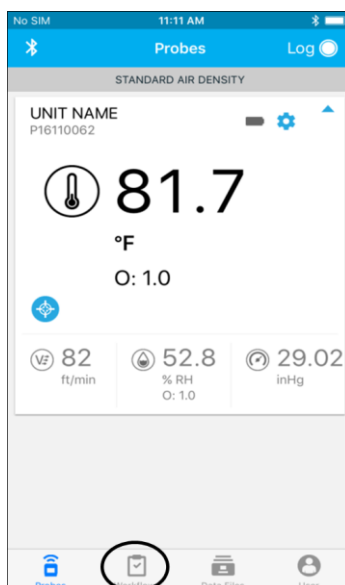 No SIM 11:11 AM
Probes Log
STANDARD AIR DENSITY
UNIT NAME
P16110062
81.7
°F
O: 1.0
82 52.8 29.02
ft/min % RH inHg
O: 1.0
Probes Data Files User